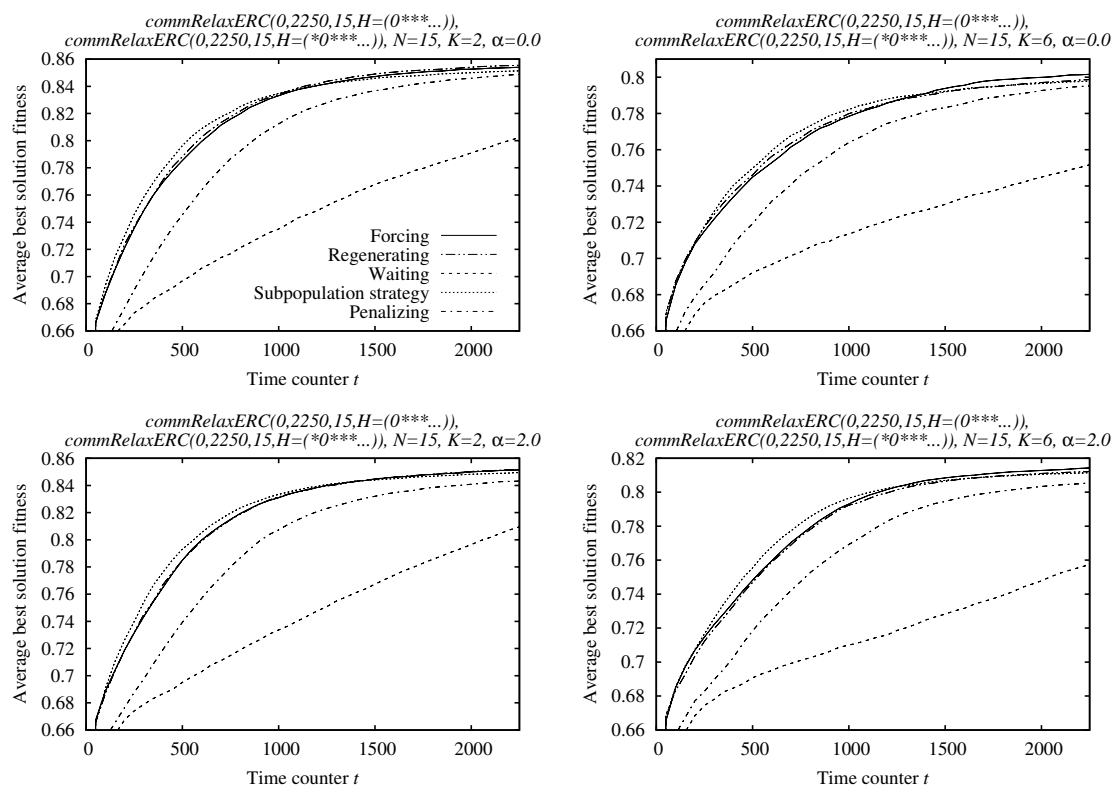 commRelaxERC(0,2250,15,H=(0***...)),
commRelaxERC(0,2250,15,H=(*0***...)), N=15, K=2, α=0.0
0.86
0.84
0.82
0.8
0.78
0.76
0.74
0.72
0.7
0.68
0.66
Average best solution fitness
Forcing
Regenerating
Waiting
Subpopulation strategy
Penalizing
0 500 1000 1500 2000
Time counter t
commRelaxERC(0,2250,15,H=(0***...)),
commRelaxERC(0,2250,15,H=(*0***...)), N=15, K=6, α=0.0
0.8
0.78
0.76
0.74
0.72
0.7
0.68
0.66
Average best solution fitness
0 500 1000 1500 2000
Time counter t
commRelaxERC(0,2250,15,H=(0***...)),
commRelaxERC(0,2250,15,H=(*0***...)), N=15, K=2, α=2.0
0.86
0.84
0.82
0.8
0.78
0.76
0.74
0.72
0.7
0.68
0.66
Average best solution fitness
0 500 1000 1500 2000
Time counter t
commRelaxERC(0,2250,15,H=(0***...)),
commRelaxERC(0,2250,15,H=(*0***...)), N=15, K=6, α=2.0
0.82
0.8
0.78
0.76
0.74
0.72
0.7
0.68
0.66
Average best solution fitness
0 500 1000 1500 2000
Time counter t